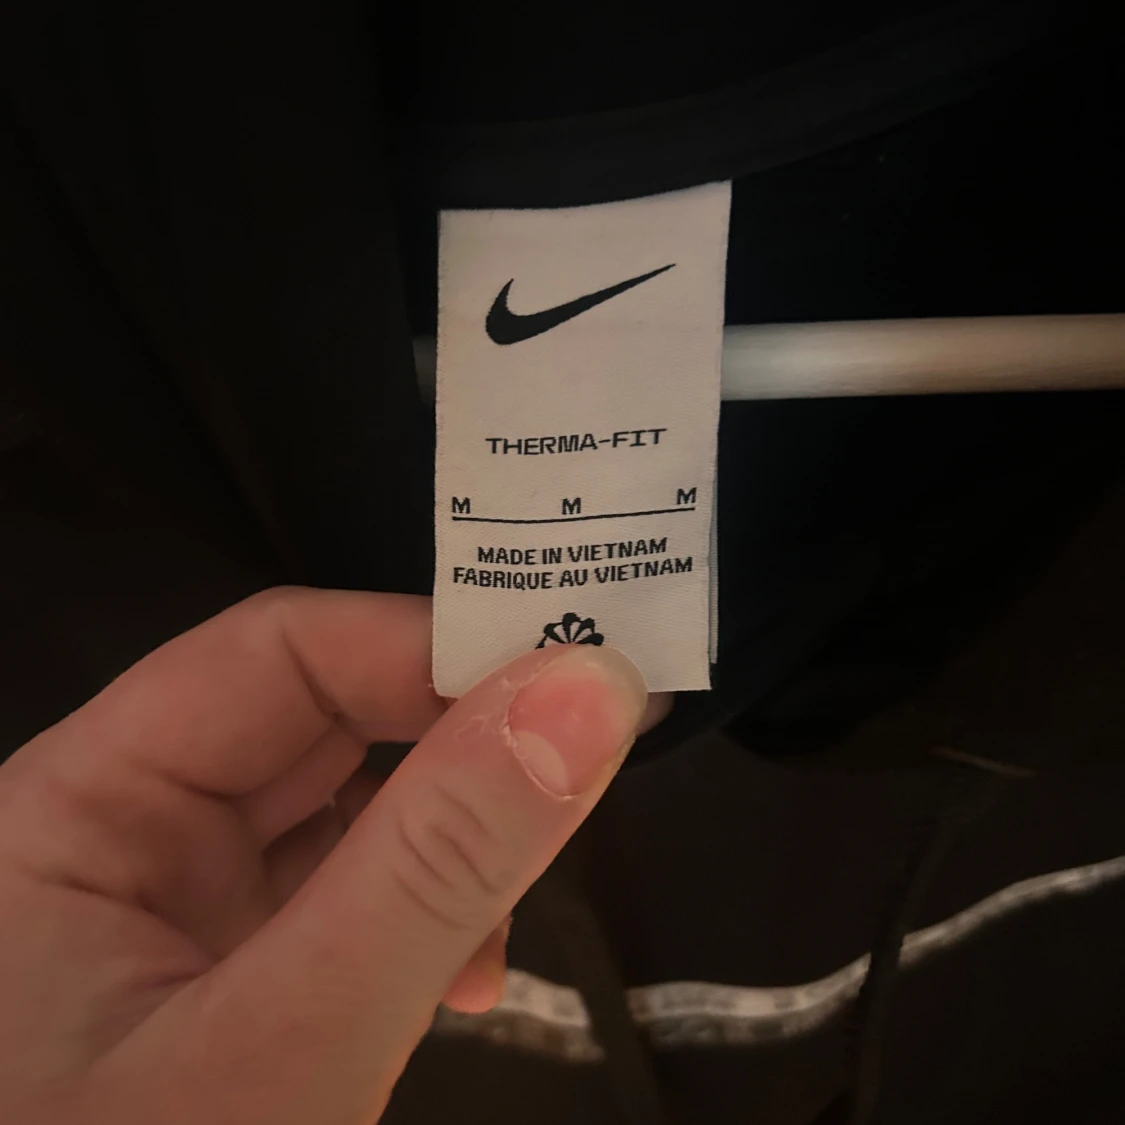 THERMA-FIT
M M M
MADE IN VIETNAM
FABRIQUE AU VIETNAM